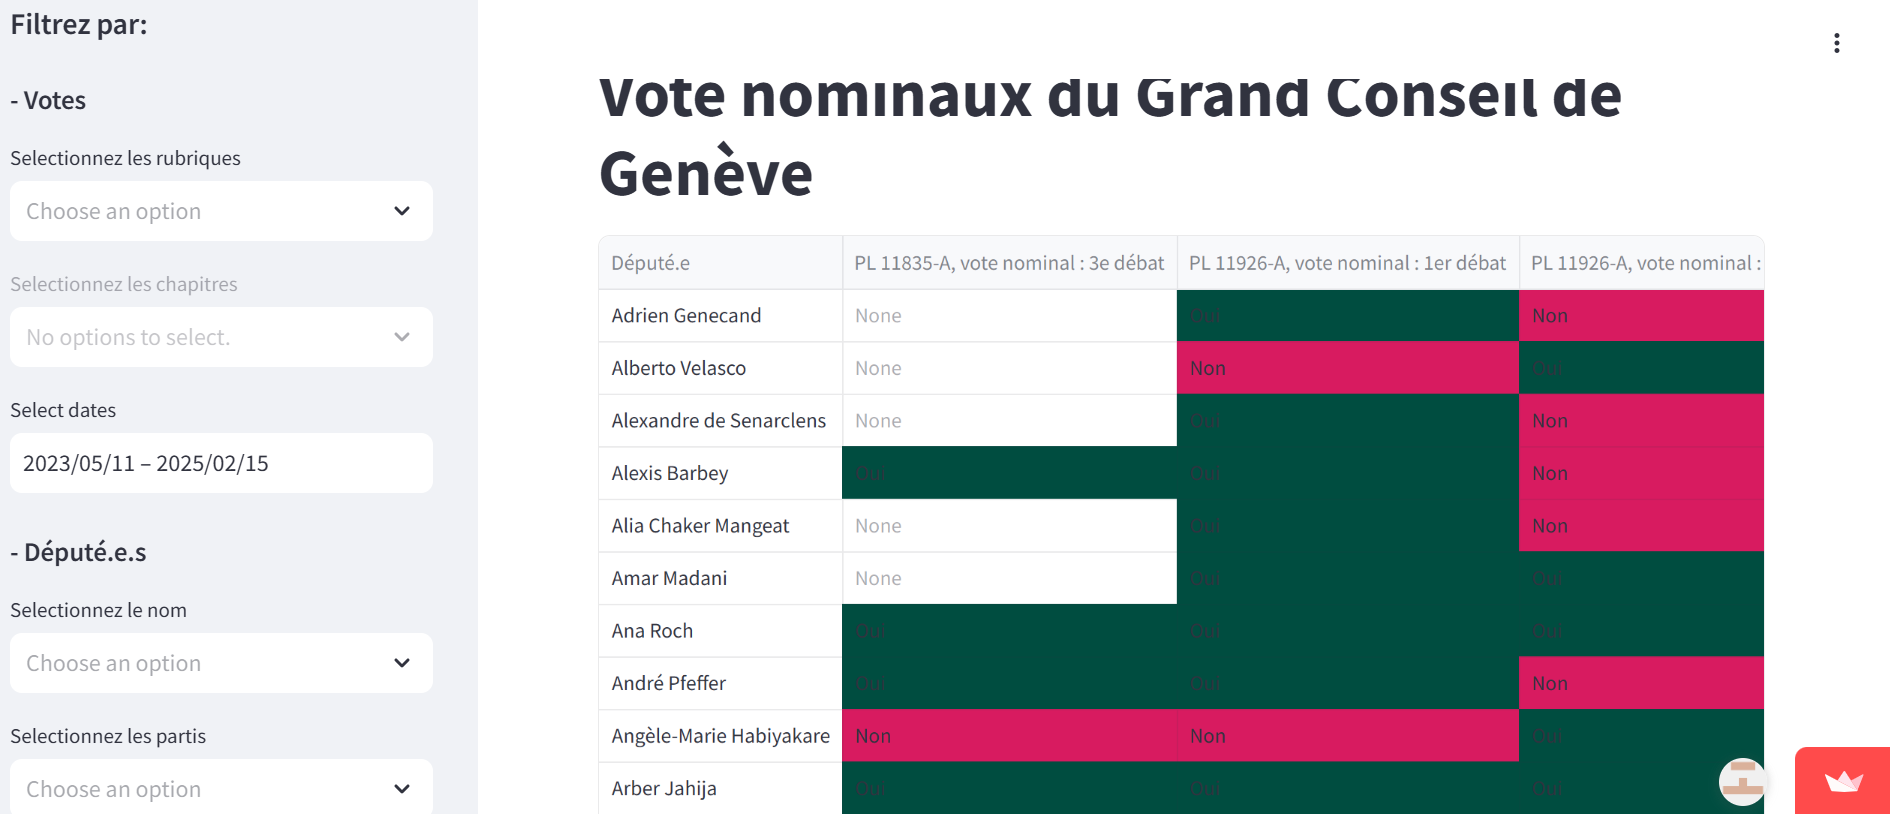 Filtrez par:
- Votes
Selectionnez les rubriques
Choose an option
Selectionnez les chapitres
No options to select.
Select dates
2023/05/11 – 2025/02/15
- Député.e.s
Selectionnez le nom
Choose an option
Selectionnez les partis
Choose an option
Vote nominaux du Grand Conseil de
Genève
Député.e PL 11835-A, vote nominal : 3e débat PL 11926-A, vote nominal : 1er débat PL 11926-A, vote nominal :
Adrien Genecand None Oui Non
Alberto Velasco None Non Oui
Alexandre de Senarclens None Oui Non
Alexis Barbey Oui Oui Non
Alia Chaker Mangeat None Oui Non
Amar Madani None Oui Oui
Ana Roch Oui Oui Oui
André Pfeffer Oui Oui Non
Angèle-Marie Habiyakare Non Non Oui
Arber Jahija Oui Oui Oui